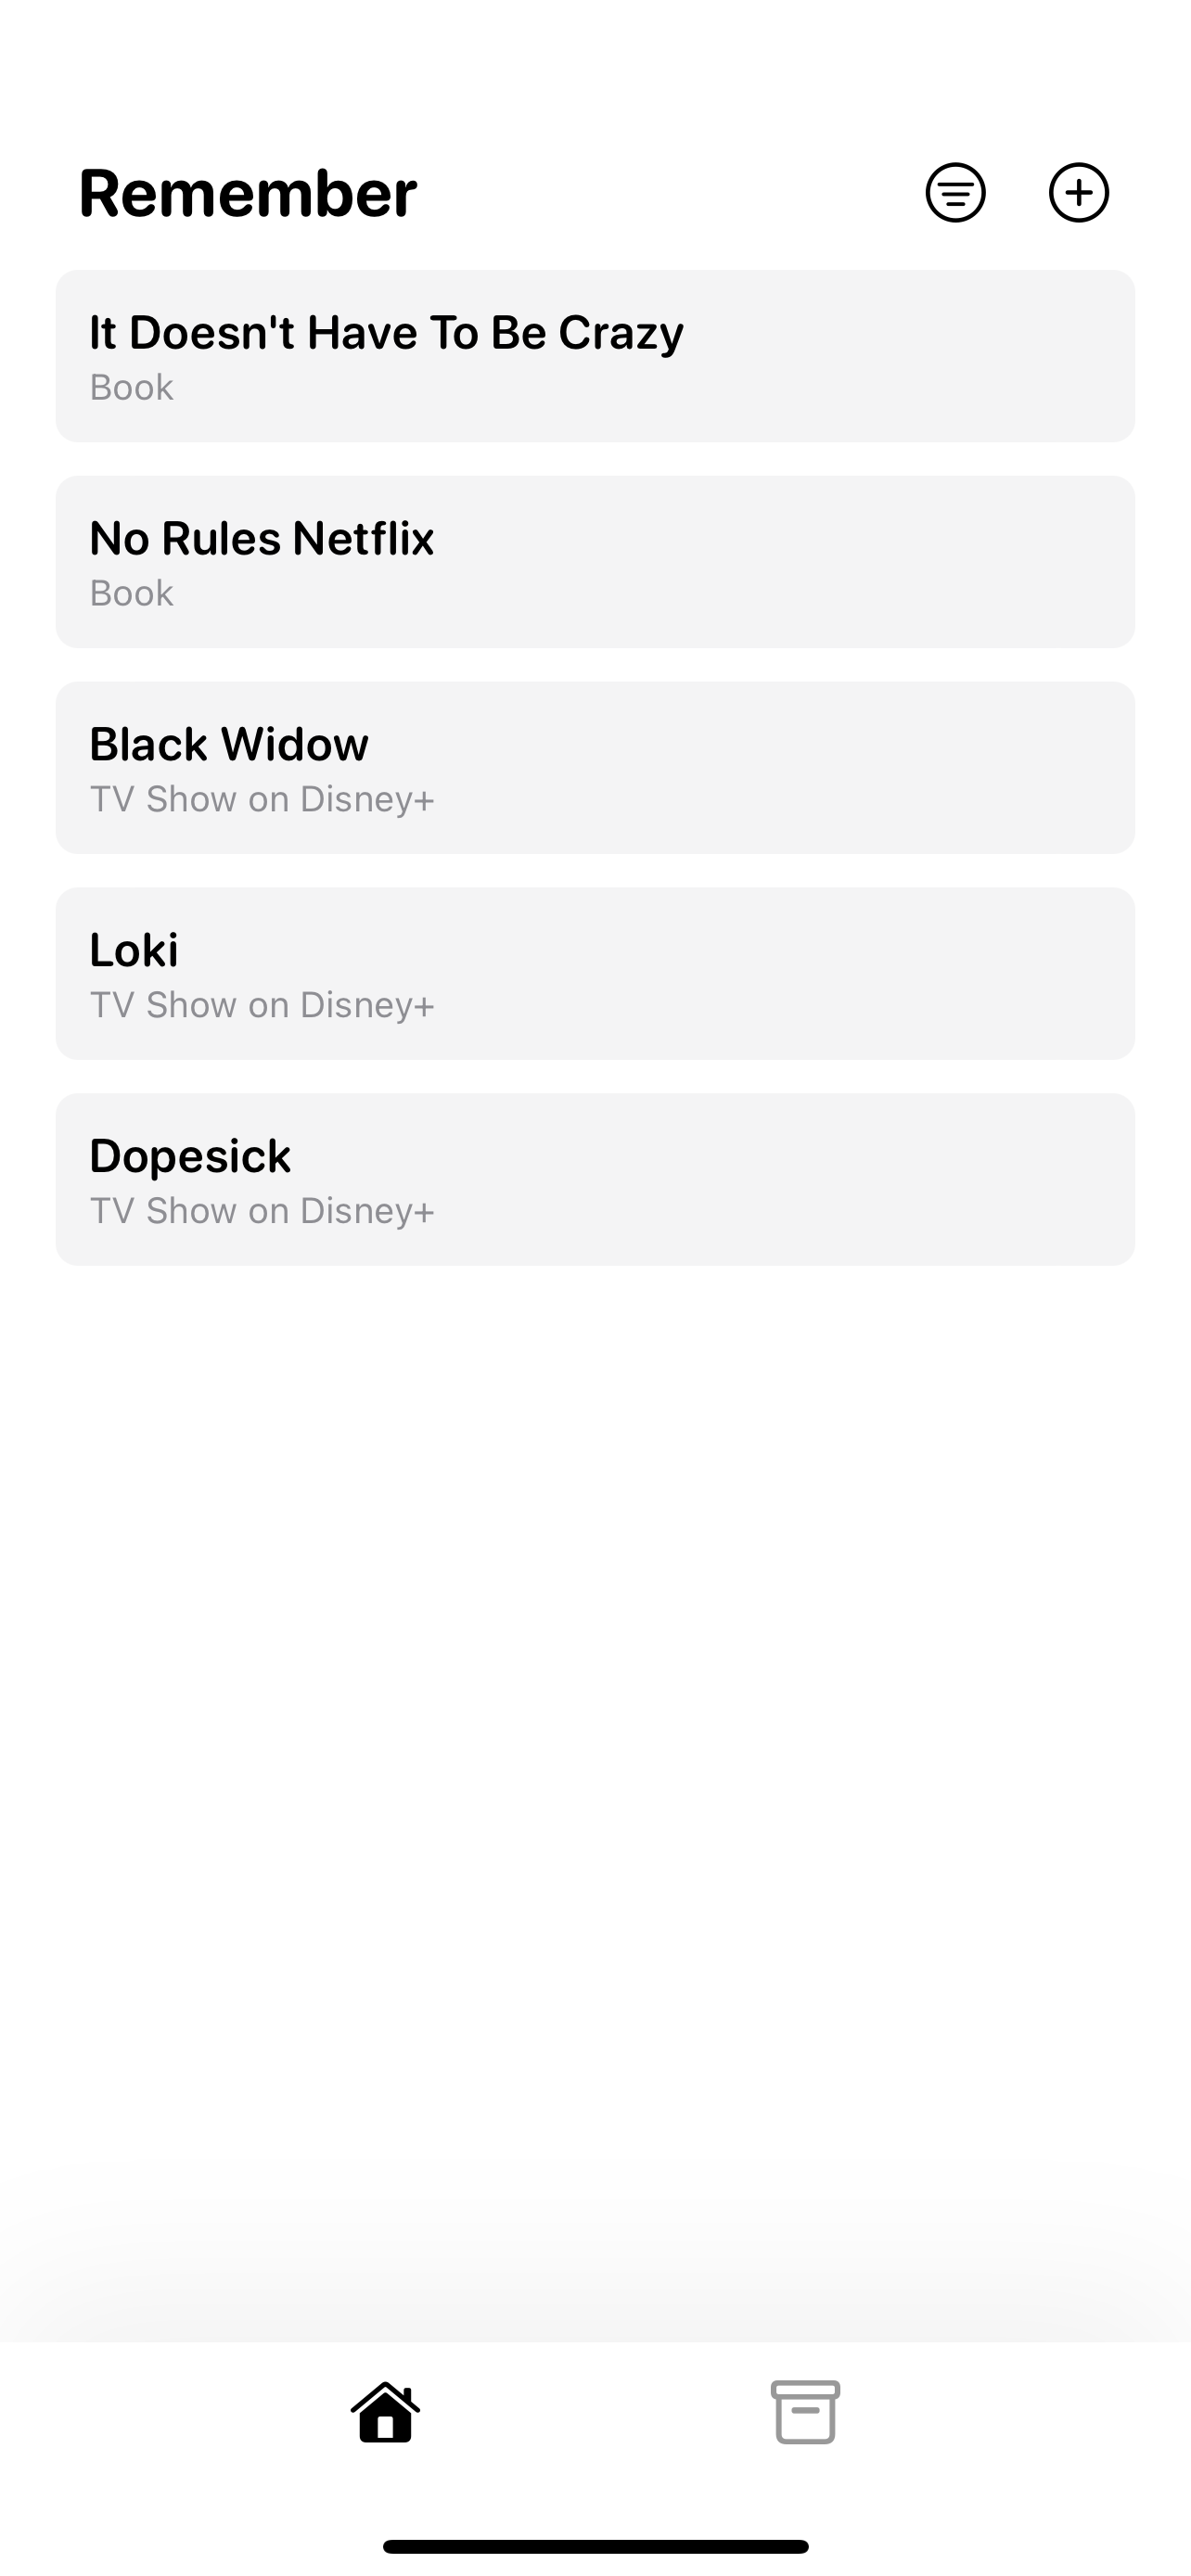 Remember
It Doesn't Have To Be Crazy
Book
No Rules Netflix
Book
Black Widow
TV Show on Disney+
Loki
TV Show on Disney+
Dopesick
TV Show on Disney+